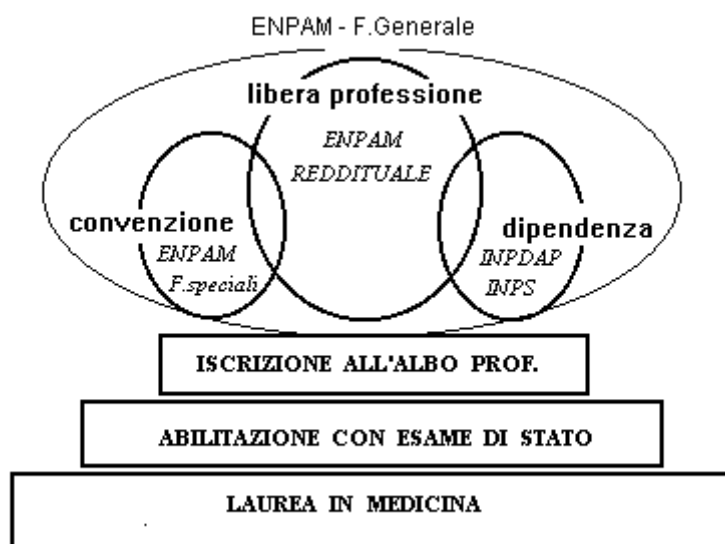 ENPAM - F.Generale
libera professione
ENPAM
REDDITUALE
convenzione
ENPAM
F.speciali
dipendenza
INPDAP
INPS
ISCRIZIONE ALL'ALBO PROF.
ABILITAZIONE CON ESAME DI STATO
LAUREA IN MEDICINA